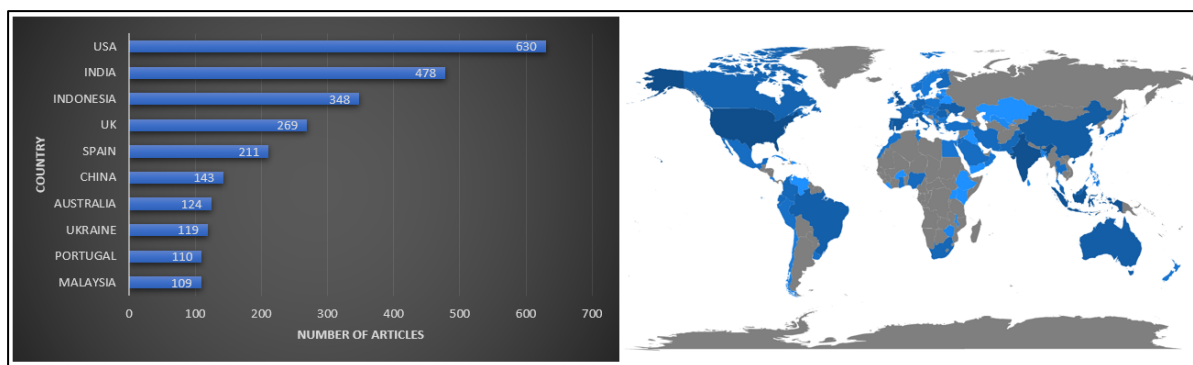 USA 630
INDIA 478
INDONESIA 348
UK 269
SPAIN 211
CHINA 143
AUSTRALIA 124
UKRAINE 119
PORTUGAL 110
MALAYSIA 109
COUNTRY
0 100 200 300 400 500 600 700
NUMBER OF ARTICLES